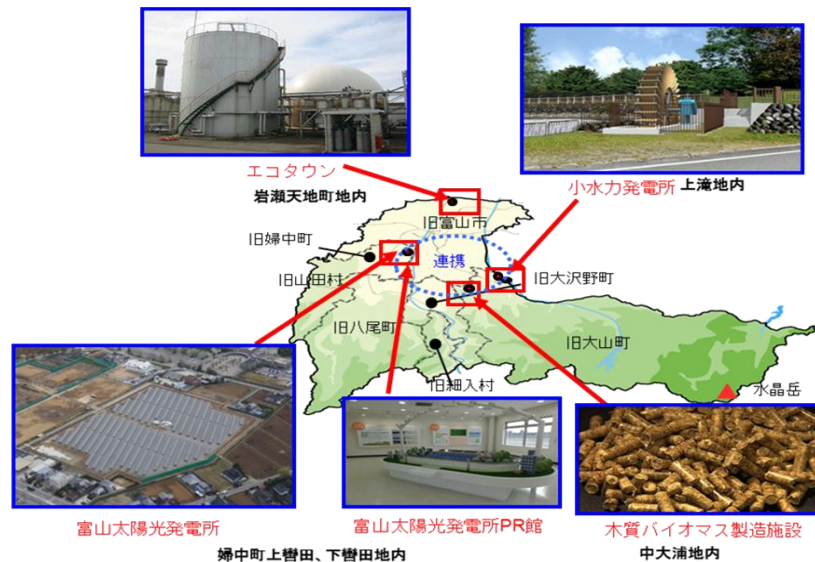 エコタウン
岩瀬天地町地内
小水力発電所
上滝地内
旧富山市
旧婦中町
連携
旧山田村
旧大沢野町
旧八尾町
旧大山町
旧細入村
水晶岳
富山太陽光発電所
富山太陽光発電所PR館
木質バイオマス製造施設
婦中町上轡田、下轡田地内
中大浦地内